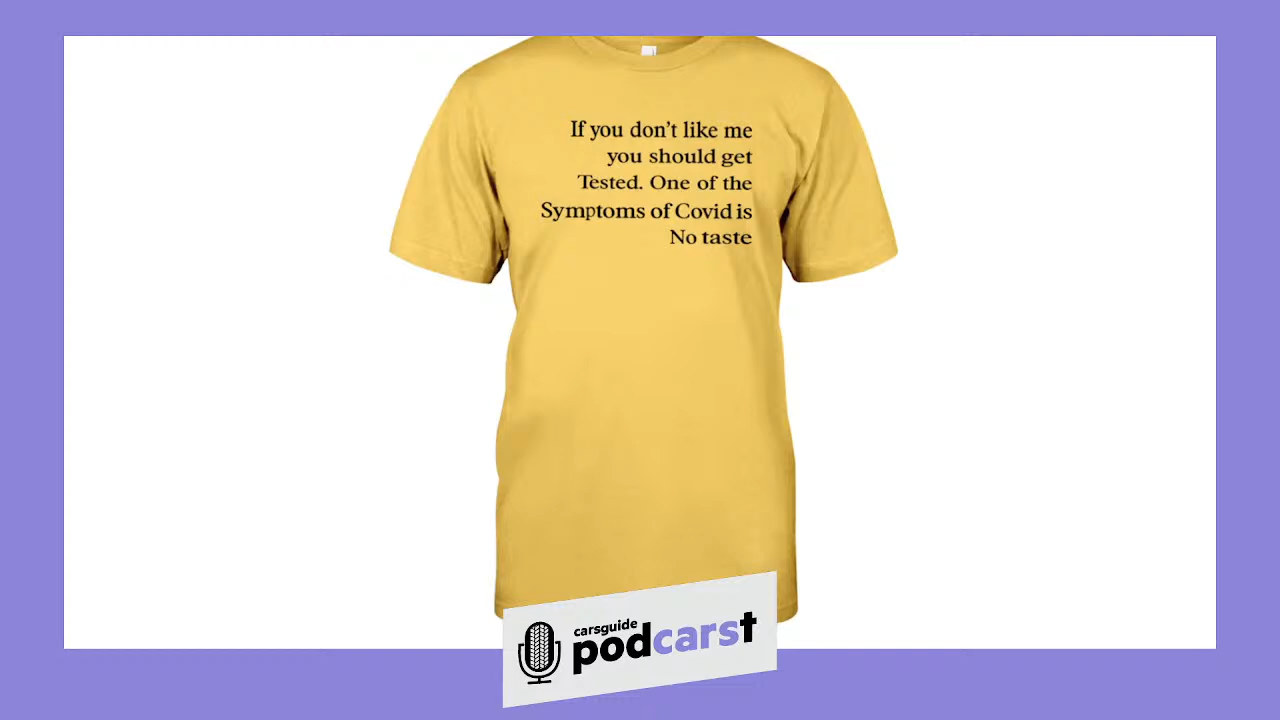 If you don't like me
you should get
Tested. One of the
Symptoms of Covid is
No taste
carsguide
podcarst